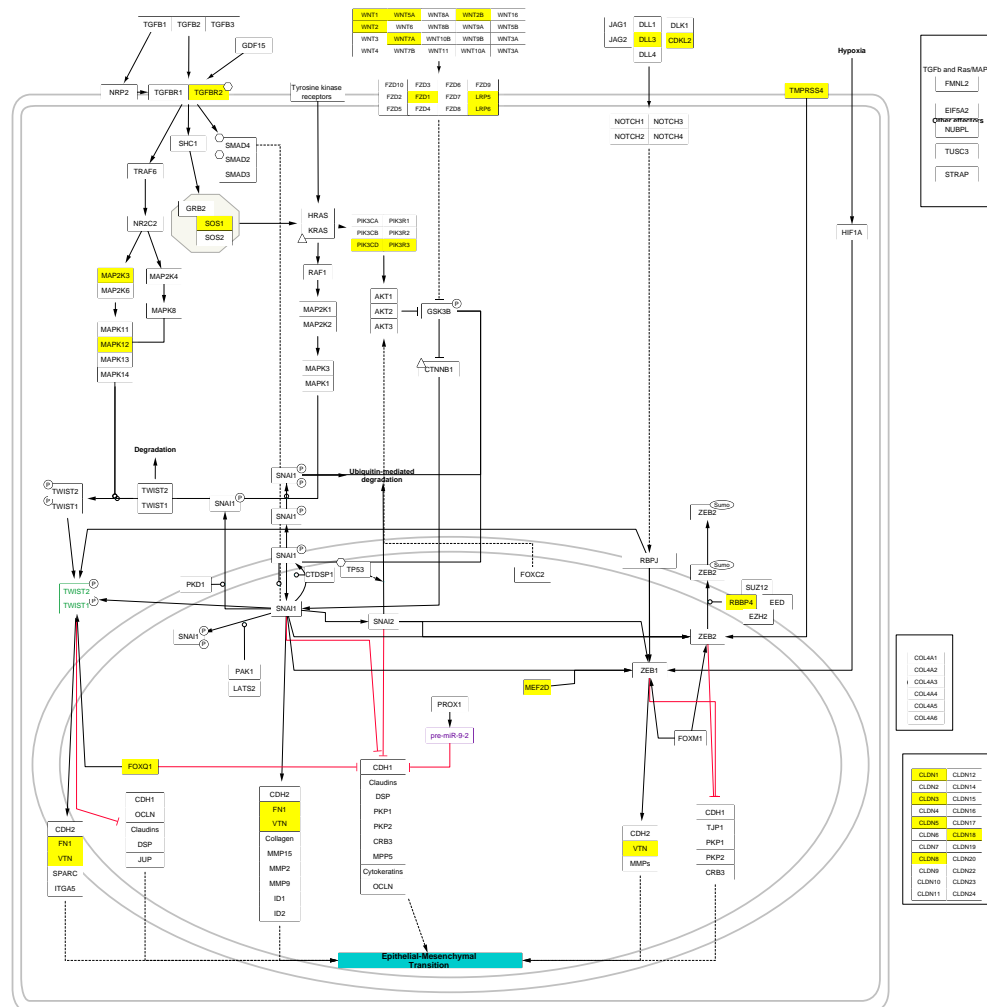 TGFB1 TGFB2 TGFB3
GDF15
NRP2 TGFBR1 TGFBR2
Tyrosine kinase
receptors
WNT1 WNT5A WNT8A WNT2B WNT16
WNT2 WNT6 WNT8B WNT9A WNT5B
WNT3 WNT7A WNT10B WNT9B WNT3A
WNT4 WNT7B WNT11 WNT10A WNT3A
FZD10 FZD3 FZD6 FZD9
FZD2 FZD1 FZD7 LRP5
FZD5 FZD4 FZD8 LRP6
JAG1 DLL1 DLK1
JAG2 DLL3 CDKL2
DLL4
Hypoxia
TMPRSS4
TGFb and Ras/MAP
FMNL2
EIF5A2
Other effectors
NUBPL
TUSC3
STRAP
NOTCH1 NOTCH3
NOTCH2 NOTCH4
SHC1
SMAD4
SMAD2
SMAD3
TRAF6
GRB2
SOS1
SOS2
NR2C2
HRAS
KRAS
PIK3CA PIK3R1
PIK3CB PIK3R2
PIK3CD PIK3R3
HIF1A
MAP2K3
MAP2K6
MAP2K4
MAPK8
RAF1
MAP2K1
MAP2K2
AKT1
AKT2
AKT3
GSK3B
P
MAPK11
MAPK12
MAPK13
MAPK14
MAPK3
MAPK1
CTNNB1
Degradation
Ubiquitin-mediated
degradation
SNAI1
P
P
P
TWIST2
P
TWIST1
TWIST2
TWIST1
SNAI1
P
SNAI1
P
P
ZEB2
Sumo
SNAI1
P
CTDSP1
TP53
FOXC2
RBPJ
ZEB2
Sumo
PKD1
TWIST2
P
TWIST1
P
SNAI1
SUZ12
RBBP4 EED
EZH2
SNAI1
P
P
SNAI2
ZEB2
PAK1
LATS2
ZEB1
MEF2D
COL4A1
COL4A2
COL4A3
COL4A4
COL4A5
COL4A6
PROX1
pre-miR-9-2
FOXM1
FOXQ1
CDH1
Claudins
DSP
PKP1
PKP2
CRB3
MPP5
Cytokeratins
OCLN
CDH2
FN1
VTN
SPARC
ITGA5
CDH1
OCLN
Claudins
DSP
JUP
CDH2
FN1
VTN
Collagen
MMP15
MMP2
MMP9
ID1
ID2
CDH2
VTN
MMPs
CDH1
TJP1
PKP1
PKP2
CRB3
CLDN1 CLDN12
CLDN2 CLDN14
CLDN3 CLDN15
CLDN4 CLDN16
CLDN5 CLDN17
CLDN6 CLDN18
CLDN7 CLDN19
CLDN8 CLDN20
CLDN9 CLDN22
CLDN10 CLDN23
CLDN11 CLDN24
Epithelial-Mesenchymal
Transition